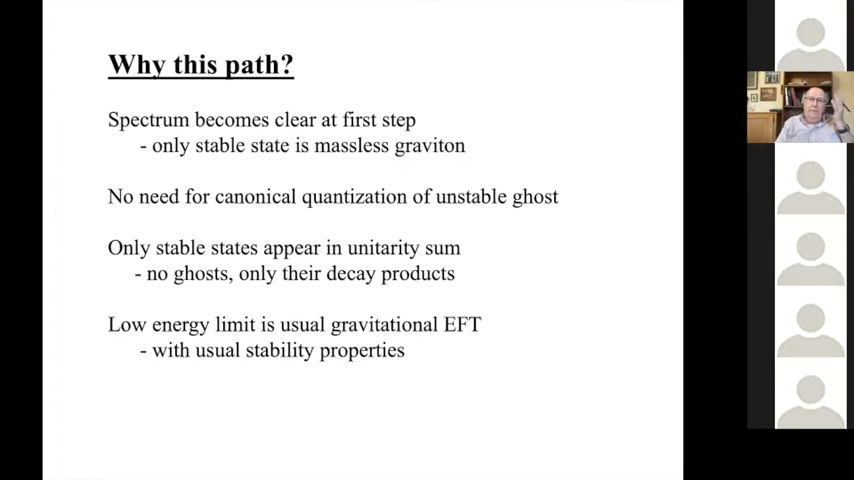 Why this path?
Spectrum becomes clear at first step
- only stable state is massless graviton
No need for canonical quantization of unstable ghost
Only stable states appear in unitarity sum
- no ghosts, only their decay products
Low energy limit is usual gravitational EFT
- with usual stability properties